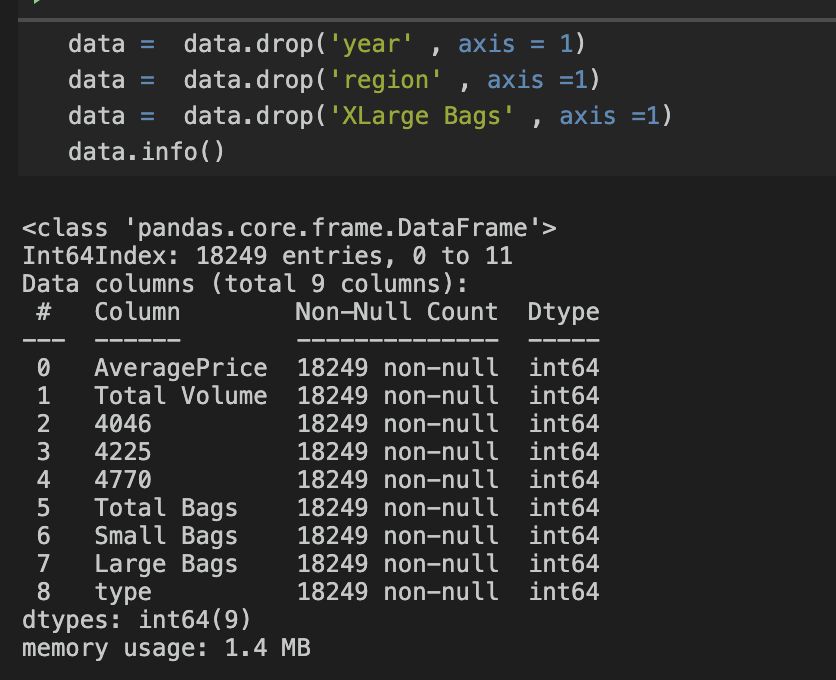 data =  data.drop('year' , axis = 1)
data =  data.drop('region' , axis =1)
data =  data.drop('XLarge Bags' , axis =1)
data.info()
<class 'pandas.core.frame.DataFrame'>
Int64Index: 18249 entries, 0 to 11
Data columns (total 9 columns):
 #   Column        Non-Null Count  Dtype
---  ------        --------------  -----
 0   AveragePrice  18249 non-null  int64
 1   Total Volume  18249 non-null  int64
 2   4046          18249 non-null  int64
 3   4225          18249 non-null  int64
 4   4770          18249 non-null  int64
 5   Total Bags    18249 non-null  int64
 6   Small Bags    18249 non-null  int64
 7   Large Bags    18249 non-null  int64
 8   type          18249 non-null  int64
dtypes: int64(9)
memory usage: 1.4 MB